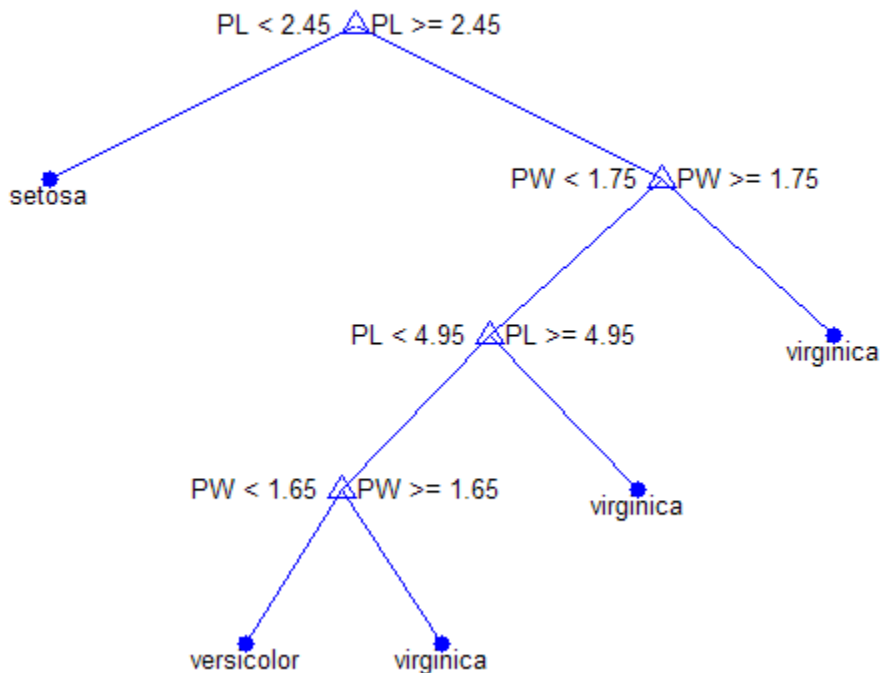 PL < 2.45 PL >= 2.45
setosa
PW < 1.75 PW >= 1.75
PL < 4.95 PL >= 4.95
virginica
PW < 1.65 PW >= 1.65
virginica
versicolor
virginica